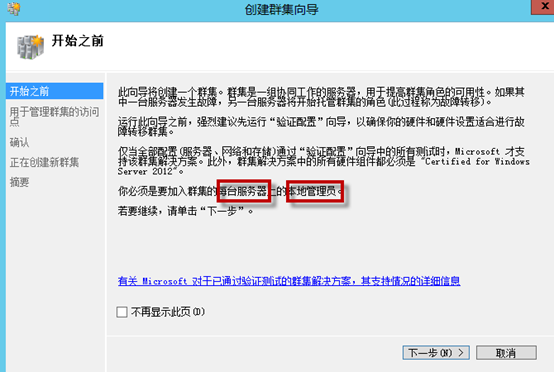 创建群集向导
X
开始之前
开始之前
用于管理群集的访问
点
确认
正在创建新群集
摘要
此向导将创建一个群集。群集是一组协同工作的服务器，用于提高群集角色的可用性。如果其
中一台服务器发生故障，另一台服务器将开始托管群集的角色(此过程称为故障转移)。
运行此向导之前，强烈建议先运行“验证配置”向导，以确保你的硬件和硬件设置适合进行故
障转移群集。
仅当全部配置(服务器、网络和存储)通过“验证配置”向导中的所有测试时，Microsoft 才支
持该群集解决方案。此外，群集解决方案中的所有硬件组件都必须是 "Certified for Windows
Server 2012"。
你必须是要加入群集的每台服务器上的本地管理员。
若要继续，请单击“下一步”。
有关 Microsoft 对于已通过验证测试的群集解决方案，其支持情况的详细信息
不再显示此页(D)
下一步(N) >
取消